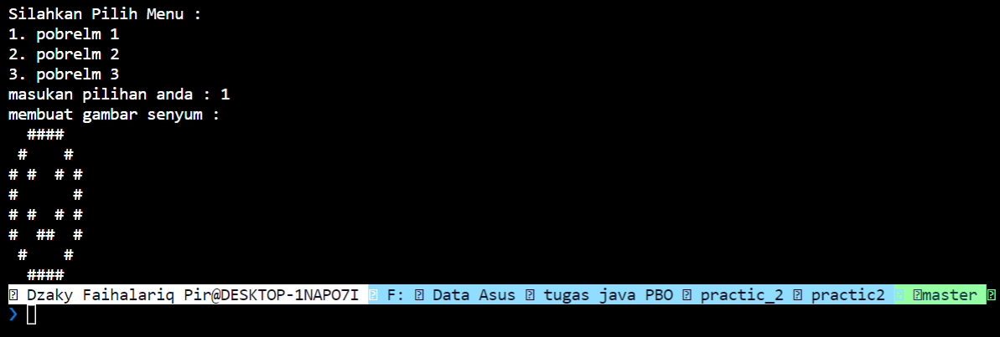 Silahkan Pilih Menu :
1. pobrelm 1
2. pobrelm 2
3. pobrelm 3
masukan pilihan anda : 1
membuat gambar senyum :
  ####
 #    #
# #  # #
#      #
# #  # #
#  ##  #
 #    #
  ####
Dzaky Faihalariq Pir@DESKTOP-1NAPO7I F: Data Asus tugas java PBO practic_2 practic2 master
❯